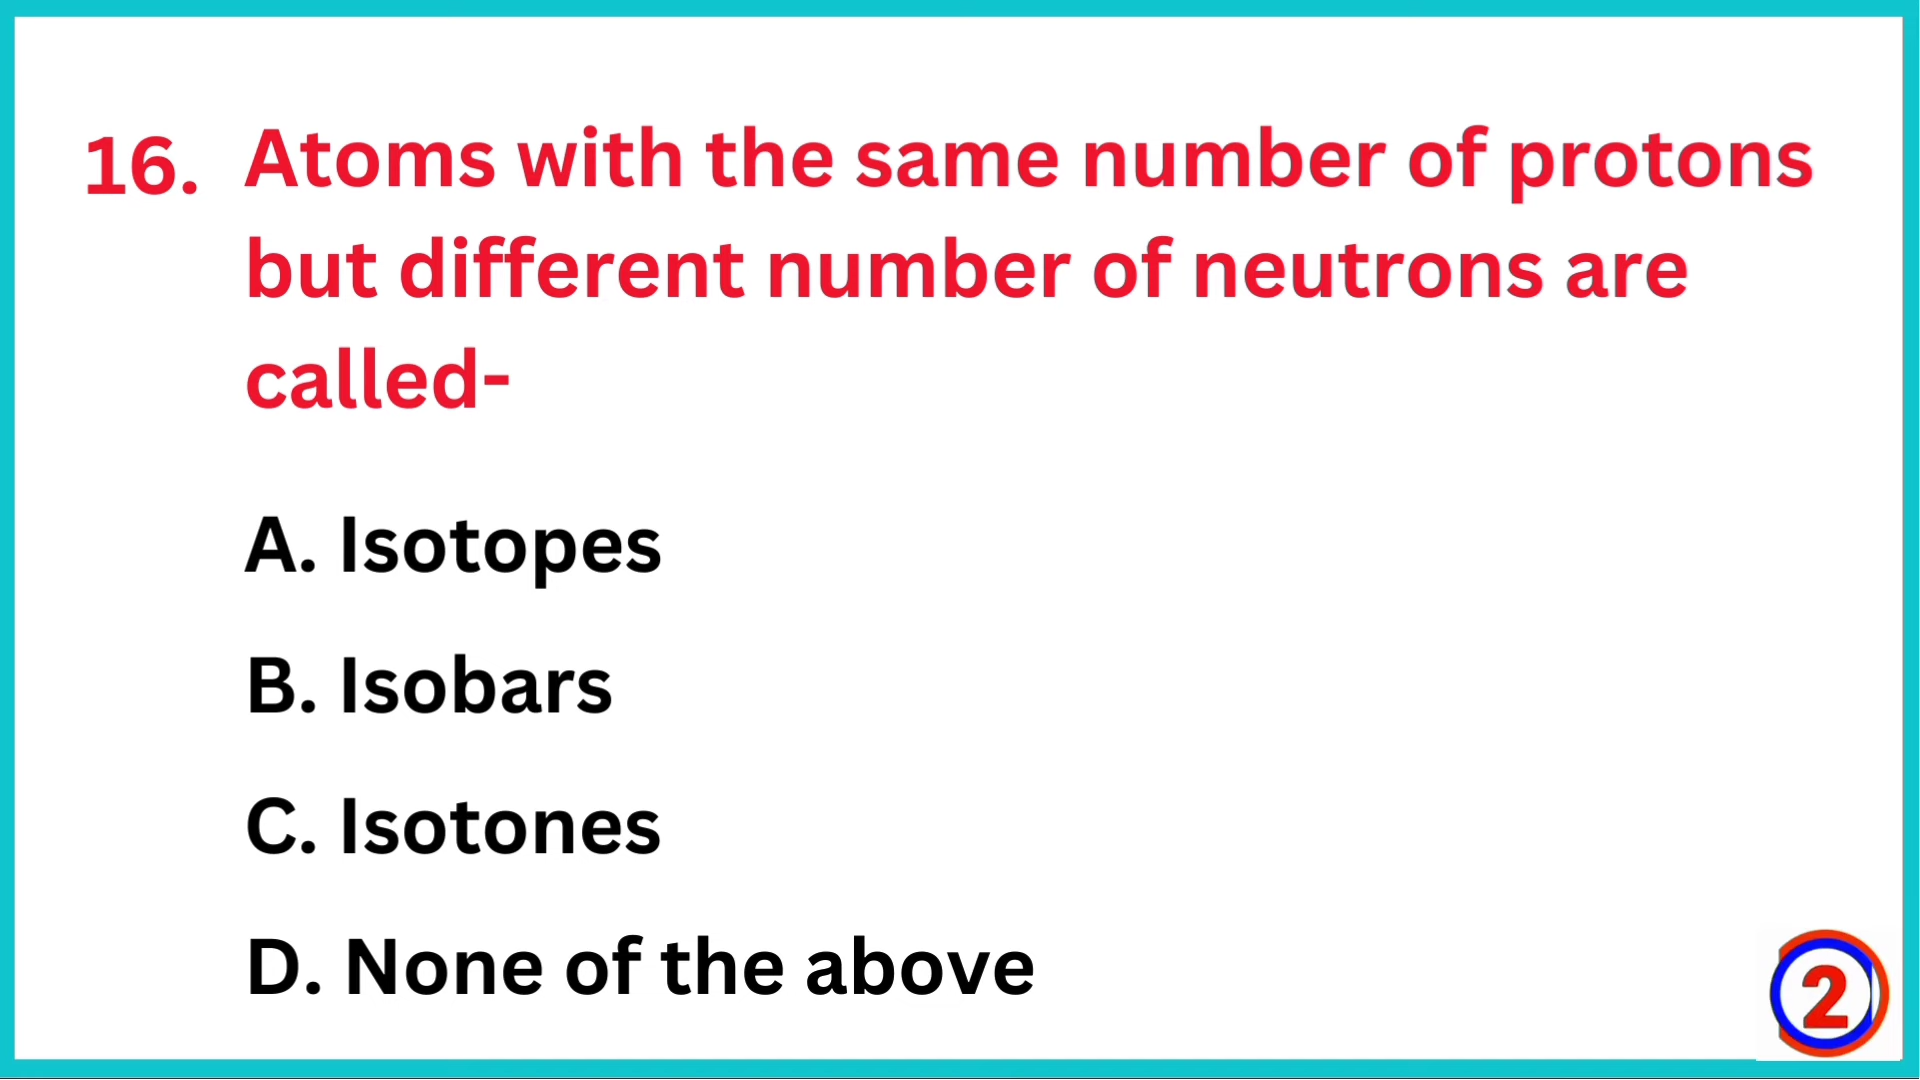 16. Atoms with the same number of protons
but different number of neutrons are
called-
A. Isotopes
B. Isobars
C. Isotones
D. None of the above
2